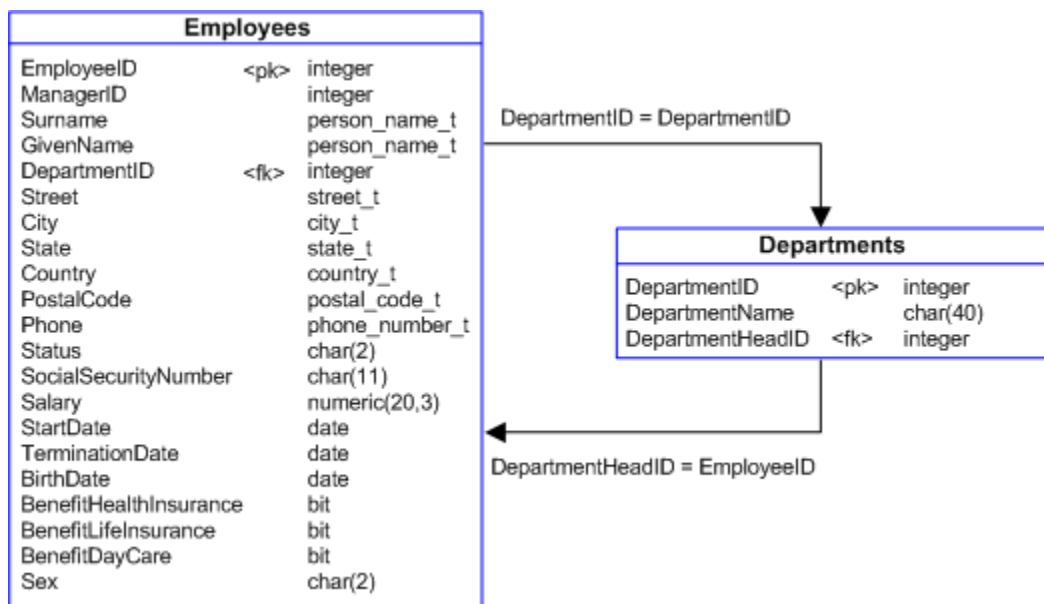 Employees
EmployeeID <pk> integer
ManagerID integer
Surname person_name_t
GivenName person_name_t
DepartmentID <fk> integer
Street street_t
City city_t
State state_t
Country country_t
PostalCode postal_code_t
Phone phone_number_t
Status char(2)
SocialSecurityNumber char(11)
Salary numeric(20,3)
StartDate date
TerminationDate date
BirthDate date
BenefitHealthInsurance bit
BenefitLifeInsurance bit
BenefitDayCare bit
Sex char(2)
DepartmentID = DepartmentID
Departments
DepartmentID <pk> integer
DepartmentName char(40)
DepartmentHeadID <fk> integer
DepartmentHeadID = EmployeeID